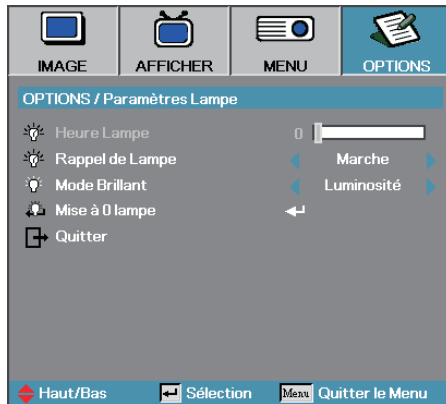 IMAGE AFFICHER MENU OPTIONS
OPTIONS / Paramètres Lampe
Heure Lampe 0
Rappel de Lampe Marche
Mode Brillant Luminosité
Mise à 0 lampe
Quitter
Haut/Bas Sélection Menu Quitter le Menu